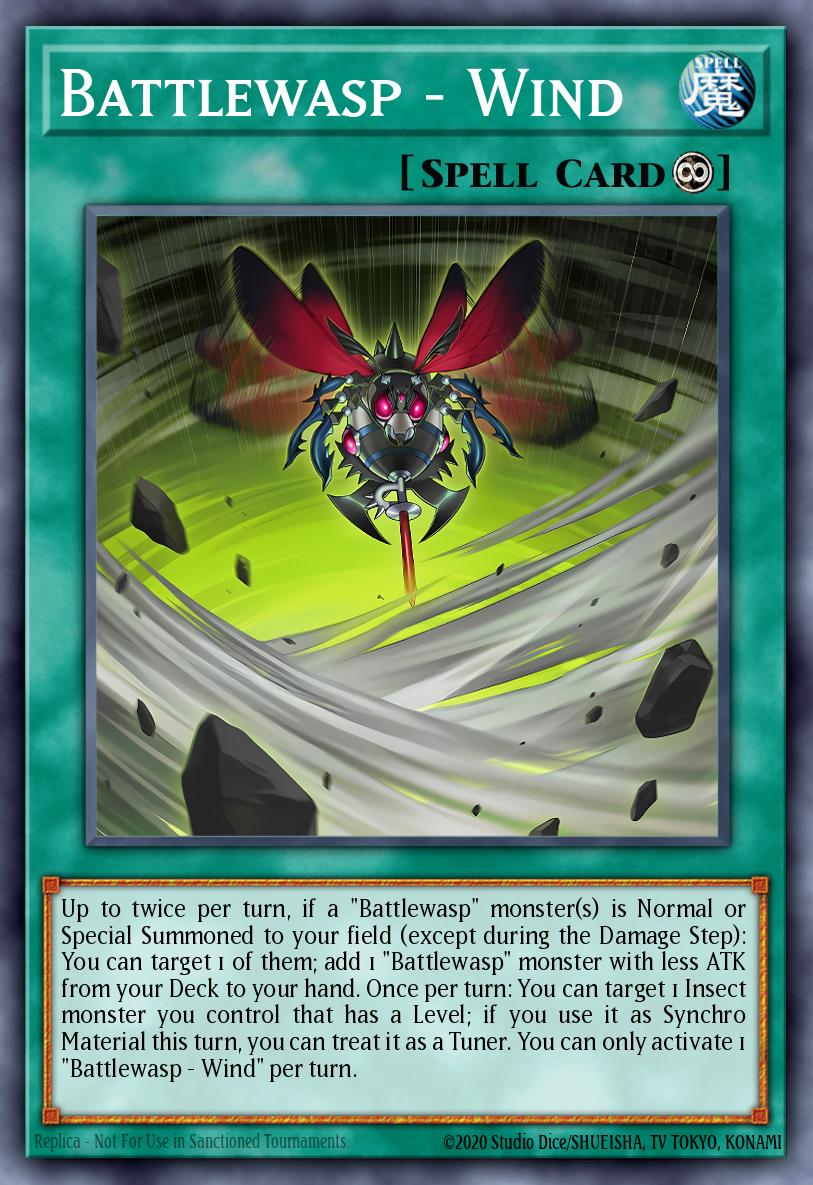 Battlewasp - Wind
SPELL
魔
[Spell Card]
Up to twice per turn, if a "Battlewasp" monster(s) is Normal or
Special Summoned to your field (except during the Damage Step):
You can target 1 of them; add 1 "Battlewasp" monster with less ATK
from your Deck to your hand. Once per turn: You can target 1 Insect
monster you control that has a Level; if you use it as Synchro
Material this turn, you can treat it as a Tuner. You can only activate 1
"Battlewasp - Wind" per turn.
Replica - Not For Use in Sanctioned Tournaments.
©2020 Studio Dice/SHUEISHA, TV TOKYO, KONAMI